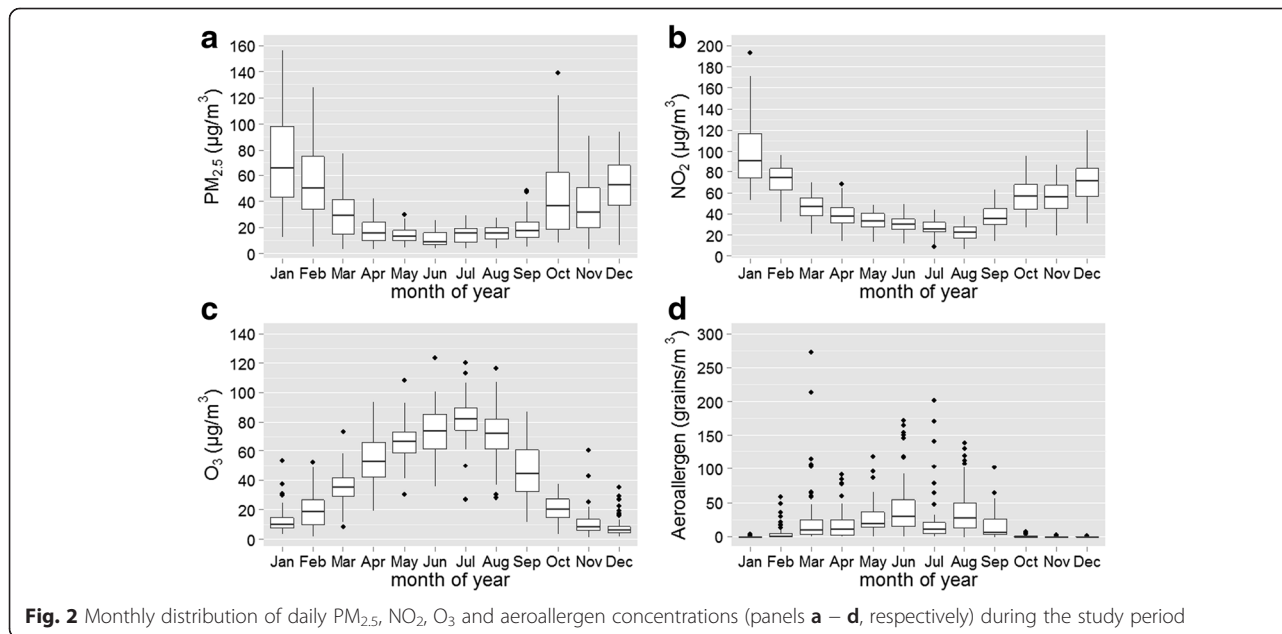 a
PM2.5 (µg/m3)
160
140
120
100
80
60
40
20
0
Jan Feb Mar Apr May Jun Jul Aug Sep Oct Nov Dec
month of year
b
NO2 (µg/m3)
200
180
160
140
120
100
80
60
40
20
0
Jan Feb Mar Apr May Jun Jul Aug Sep Oct Nov Dec
month of year
c
O3 (µg/m3)
140
120
100
80
60
40
20
0
Jan Feb Mar Apr May Jun Jul Aug Sep Oct Nov Dec
month of year
d
Aeroallergen (grains/m3)
300
250
200
150
100
50
0
Jan Feb Mar Apr May Jun Jul Aug Sep Oct Nov Dec
month of year
Fig. 2 Monthly distribution of daily PM2.5, NO2, O3 and aeroallergen concentrations (panels a – d, respectively) during the study period